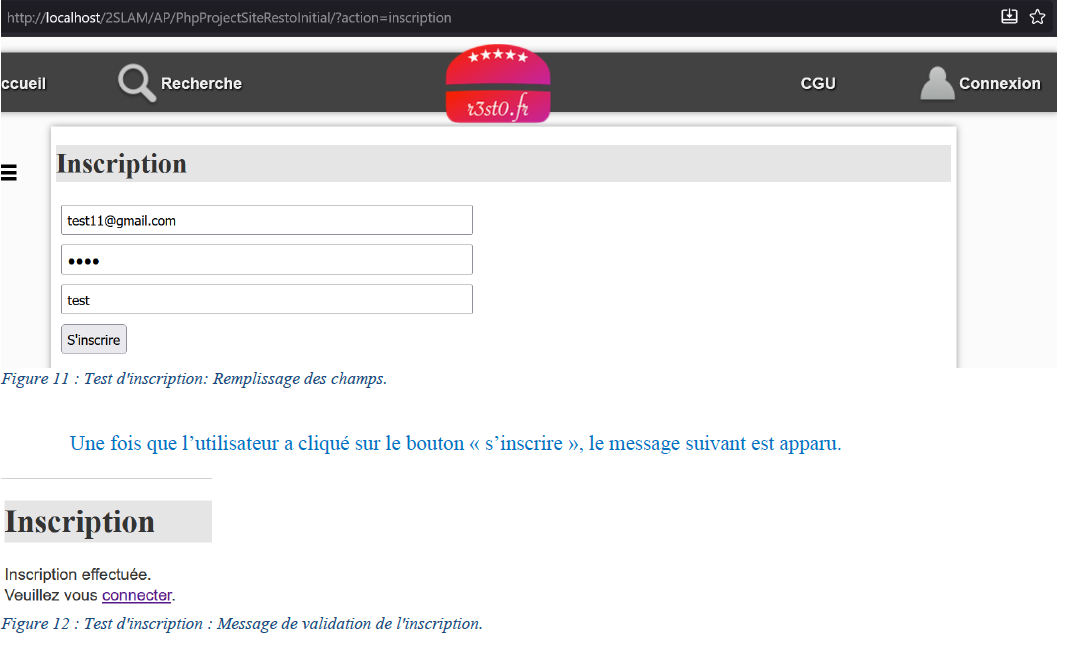 http://localhost/2SLAM/AP/PhpProjectSiteRestoInitial/?action=inscription
ccueil Recherche r3st0.fr CGU Connexion
Inscription
test11@gmail.com
••••
test
S'inscrire
Figure 11 : Test d'inscription: Remplissage des champs.
Une fois que l’utilisateur a cliqué sur le bouton « s’inscrire », le message suivant est apparu.
Inscription
Inscription effectuée.
Veuillez vous connecter.
Figure 12 : Test d'inscription : Message de validation de l'inscription.